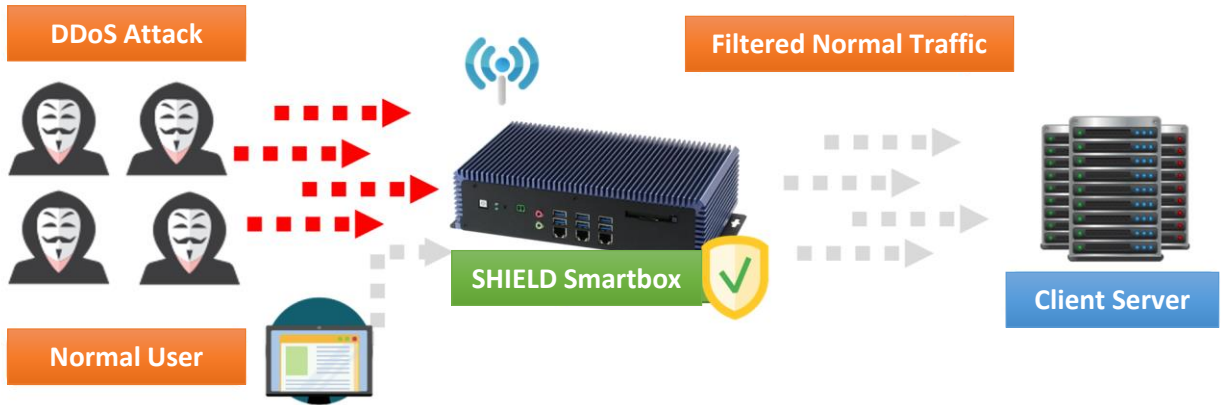 DDoS Attack
Filtered Normal Traffic
SHIELD Smartbox
Client Server
Normal User